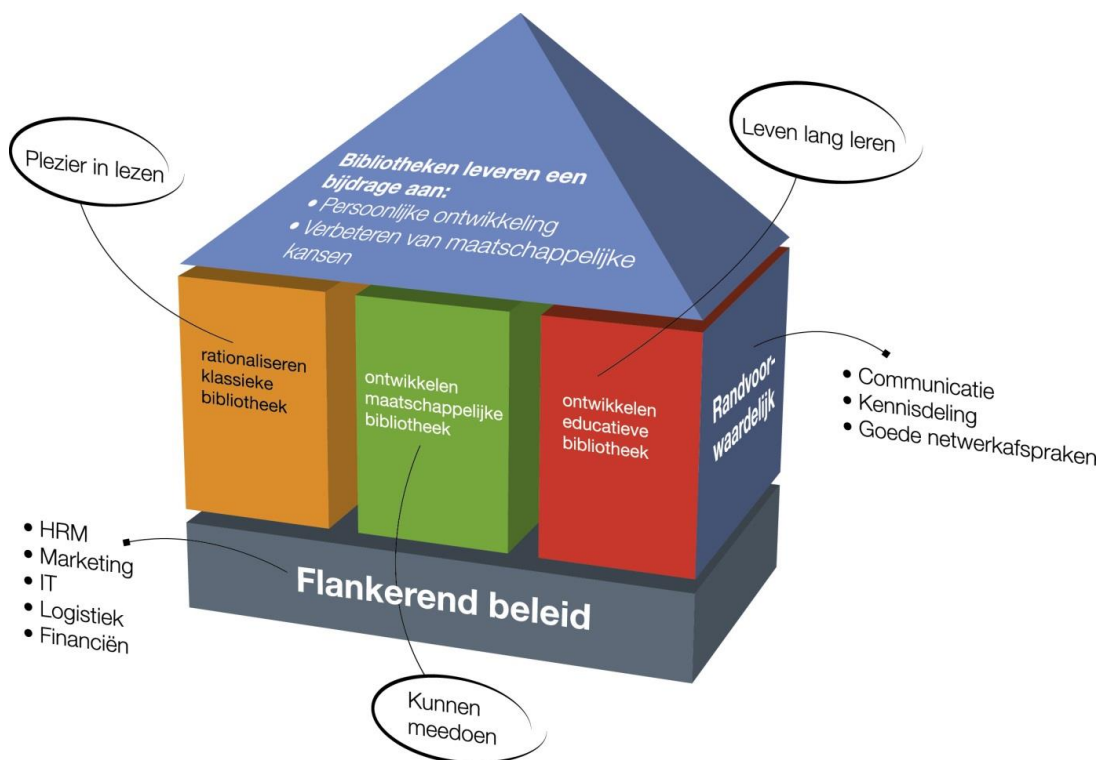 Plezier in lezen
Leven lang leren
Bibliotheken leveren een
bijdrage aan:
• Persoonlijke ontwikkeling
• Verbeteren van maatschappelijke
kansen
rationaliseren
klassieke
bibliotheek
ontwikkelen
maatschappelijke
bibliotheek
ontwikkelen
educatieve
bibliotheek
Randvoor-
waardelijk
• Communicatie
• Kennisdeling
• Goede netwerkafspraken
• HRM
• Marketing
• IT
• Logistiek
• Financiën
Flankerend beleid
Kunnen
meedoen